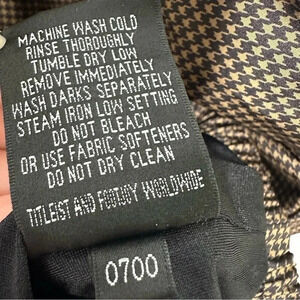 MACHINE WASH COLD
RINSE THOROUGHLY
TUMBLE DRY LOW
REMOVE IMMEDIATELY
WASH DARKS SEPARATELY
STEAM IRON LOW SETTING
DO NOT BLEACH
OR USE FABRIC SOFTENERS
DO NOT DRY CLEAN
TITLEIST AND FOOTJOY WORLDWIDE
0700